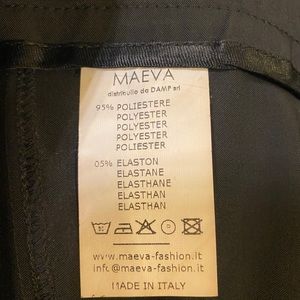 MAEVA
distribuito da DAMP srl
95% POLIESTERE
POLYESTER
POLYESTER
POLYESTER
POLIESTER
05% ELASTON
ELASTANE
ELASTHANE
ELASTHAN
ELASTHAN
www.maeva-fashion.it
info@maeva-fashion.it
MADE IN ITALY